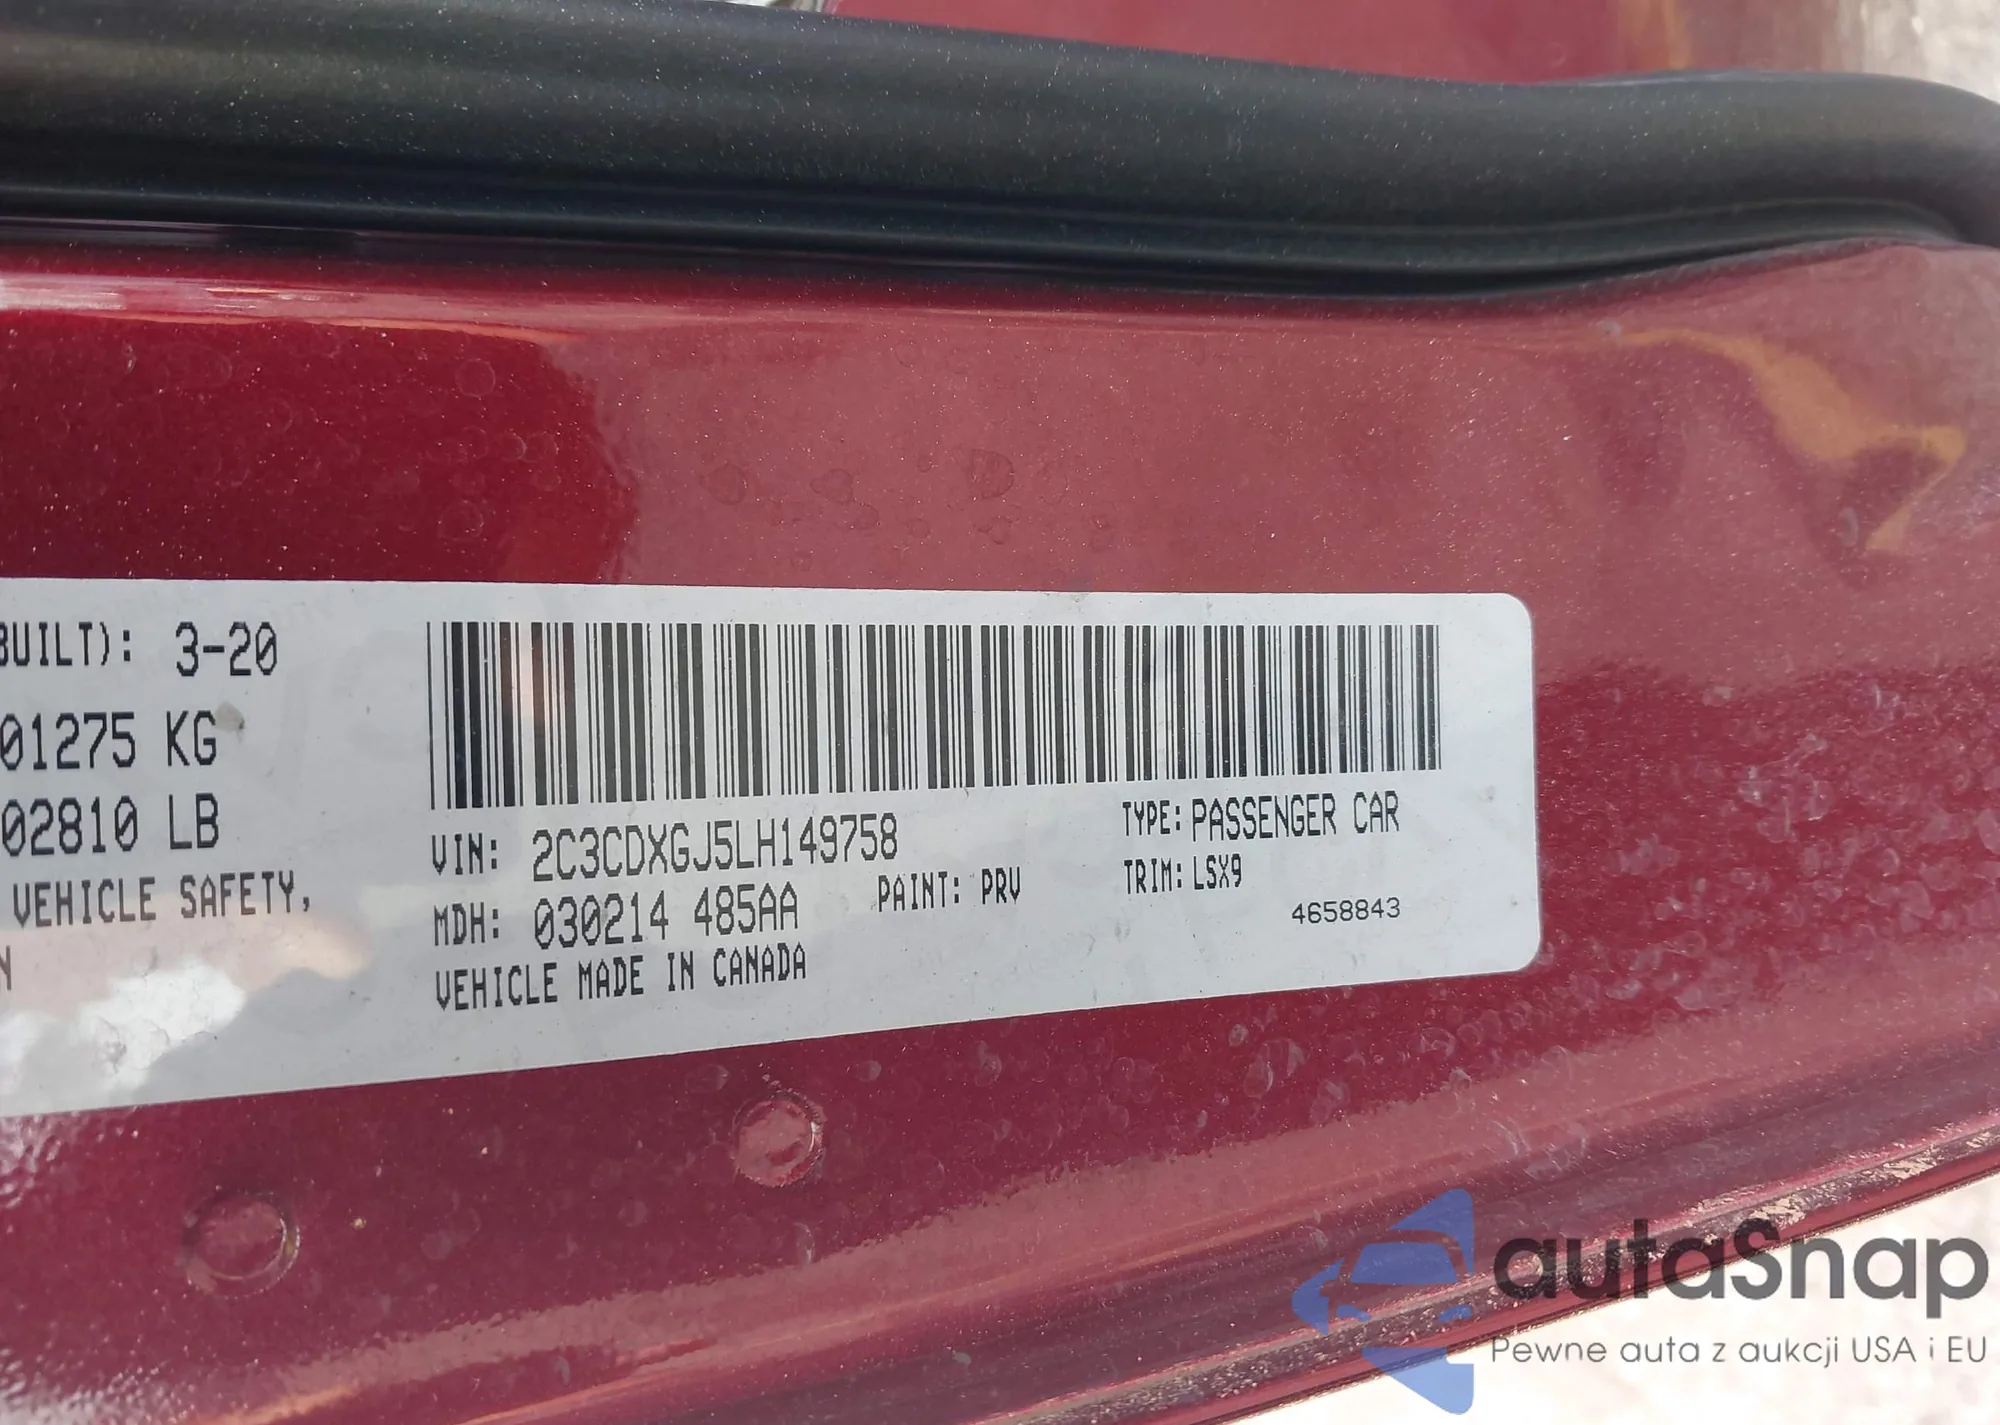 BUILT): 3-20
01275 KG
02810 LB
VEHICLE SAFETY,
N
VIN: 2C3CDXGJ5LH149758
TYPE: PASSENGER CAR
MDH: 030214 485AA
PAINT: PRV
TRIM: LSX9
4658843
VEHICLE MADE IN CANADA
autaSnap
Pewne auta z aukcji USA i EU